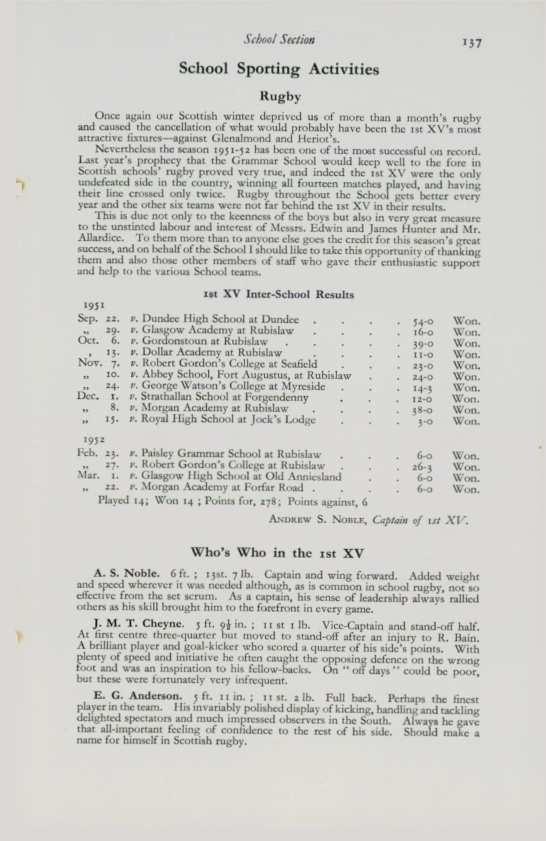 School Section
137
School Sporting Activities
Rugby
Once again our Scottish winter deprived us of more than a month's rugby
and caused the cancellation of what would probably have been the 1st XV's most
attractive fixtures—against Glenalmond and Heriot's.
Nevertheless the season 1951-52 has been one of the most successful on record.
Last year's prophecy that the Grammar School would keep well to the fore in
Scottish schools' rugby proved very true, and indeed the 1st XV were the only
undefeated side in the country, winning all fourteen matches played, and having
their line crossed only twice. Rugby throughout the School gets better every
year and the other six teams were not far behind the 1st XV in their results.
This is due not only to the keenness of the boys but also in very great measure
to the unstinted labour and interest of Messrs. Edwin and James Hunter and Mr.
Allardice. To them more than to anyone else goes the credit for this season's great
success, and on behalf of the School I should like to take this opportunity of thanking
them and also those other members of staff who gave their enthusiastic support
and help to the various School teams.
1st XV Inter-School Results
1951
Sep. 22. v. Dundee High School at Dundee . . . . 54-0 Won.
„ 29. v. Glasgow Academy at Rubislaw . . . . 16-0 Won.
Oct. 6. v. Gordonstoun at Rubislaw . . . . 39-0 Won.
, 13. v. Dollar Academy at Rubislaw . . . . 11-0 Won.
Nov. 7. v. Robert Gordon's College at Seafield . . . 23-0 Won.
„ 10. v. Abbey School, Fort Augustus, at Rubislaw . . 24-0 Won.
„ 24. v. George Watson's College at Myreside . . . 14-3 Won.
Dec. 1. v. Strathallan School at Forgendenny . . . 12-0 Won.
„ 8. v. Morgan Academy at Rubislaw . . . . 38-0 Won.
„ 15. v. Royal High School at Jock's Lodge . . . 3-0 Won.
1952
Feb. 23. v. Paisley Grammar School at Rubislaw . . . 6-0 Won.
„ 27. v. Robert Gordon's College at Rubislaw . . . 26-3 Won.
Mar. 1. v. Glasgow High School at Old Anniesland . . 6-0 Won.
„ 22. v. Morgan Academy at Forfar Road . . . . 6-0 Won.
Played 14; Won 14 ; Points for, 278; Points against, 6
Andrew S. Noble, Captain of 1st XV.
Who's Who in the 1st XV
A. S. Noble. 6 ft. ; 13st. 7 lb. Captain and wing forward. Added weight
and speed wherever it was needed although, as is common in school rugby, not so
effective from the set scrum. As a captain, his sense of leadership always rallied
others as his skill brought him to the forefront in every game.
J. M. T. Cheyne. 5 ft. 9½ in. ; 11 st 1 lb. Vice-Captain and stand-off half.
At first centre three-quarter but moved to stand-off after an injury to R. Bain.
A brilliant player and goal-kicker who scored a quarter of his side's points. With
plenty of speed and initiative he often caught the opposing defence on the wrong
foot and was an inspiration to his fellow-backs. On " off days " could be poor,
but these were fortunately very infrequent.
E. G. Anderson. 5 ft. 11 in. ; 11 st. 2 lb. Full back. Perhaps the finest
player in the team. His invariably polished display of kicking, handling and tackling
delighted spectators and much impressed observers in the South. Always he gave
that all-important feeling of confidence to the rest of his side. Should make a
name for himself in Scottish rugby.